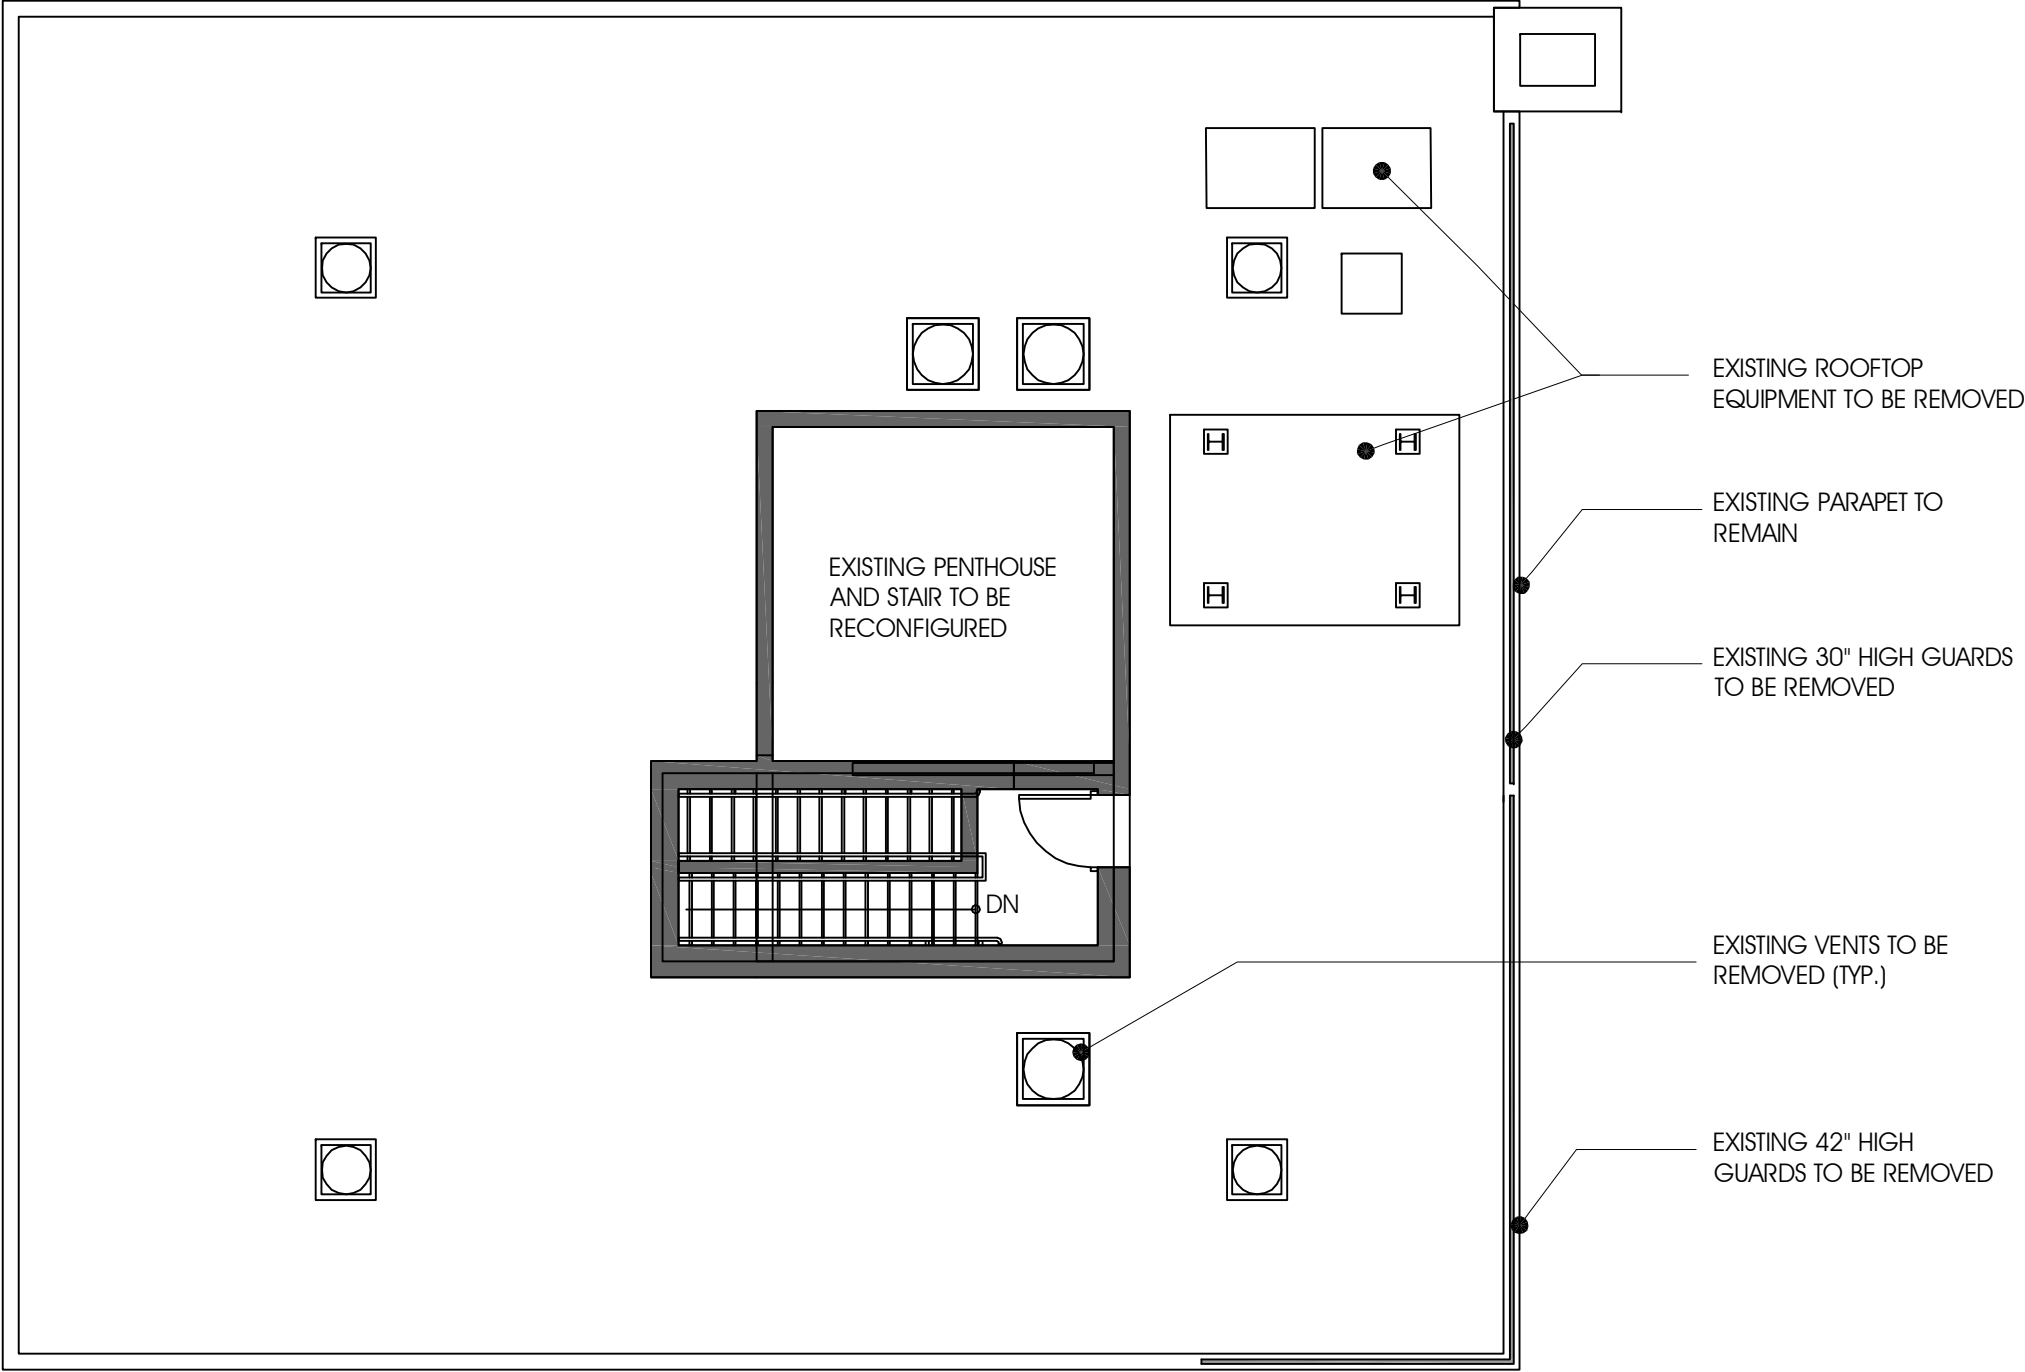 EXISTING ROOFTOP
EQUIPMENT TO BE REMOVED
H
H
EXISTING PARAPET TO
REMAIN
EXISTING PENTHOUSE
AND STAIR TO BE
RECONFIGURED
H
H
EXISTING 30" HIGH GUARDS
TO BE REMOVED
DN
EXISTING VENTS TO BE
REMOVED (TYP.)
EXISTING 42" HIGH
GUARDS TO BE REMOVED